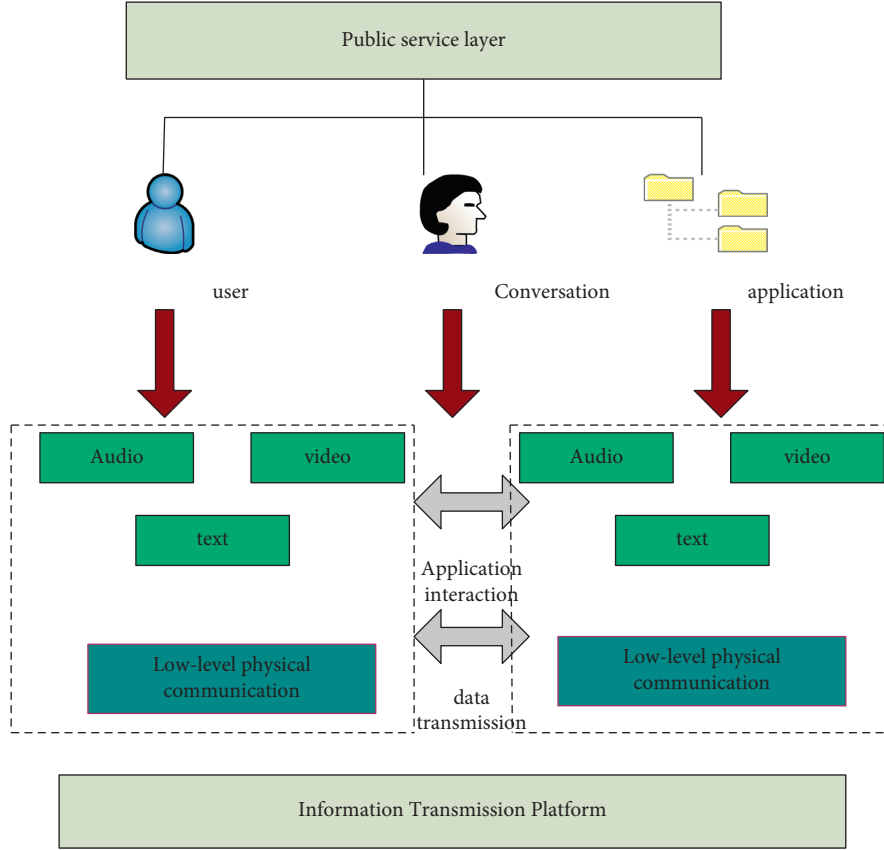 Public service layer
user
Conversation
application
Audio
video
Audio
video
text
text
Application
interaction
Low-level physical
communication
Low-level physical
communication
data
transmission
Information Transmission Platform